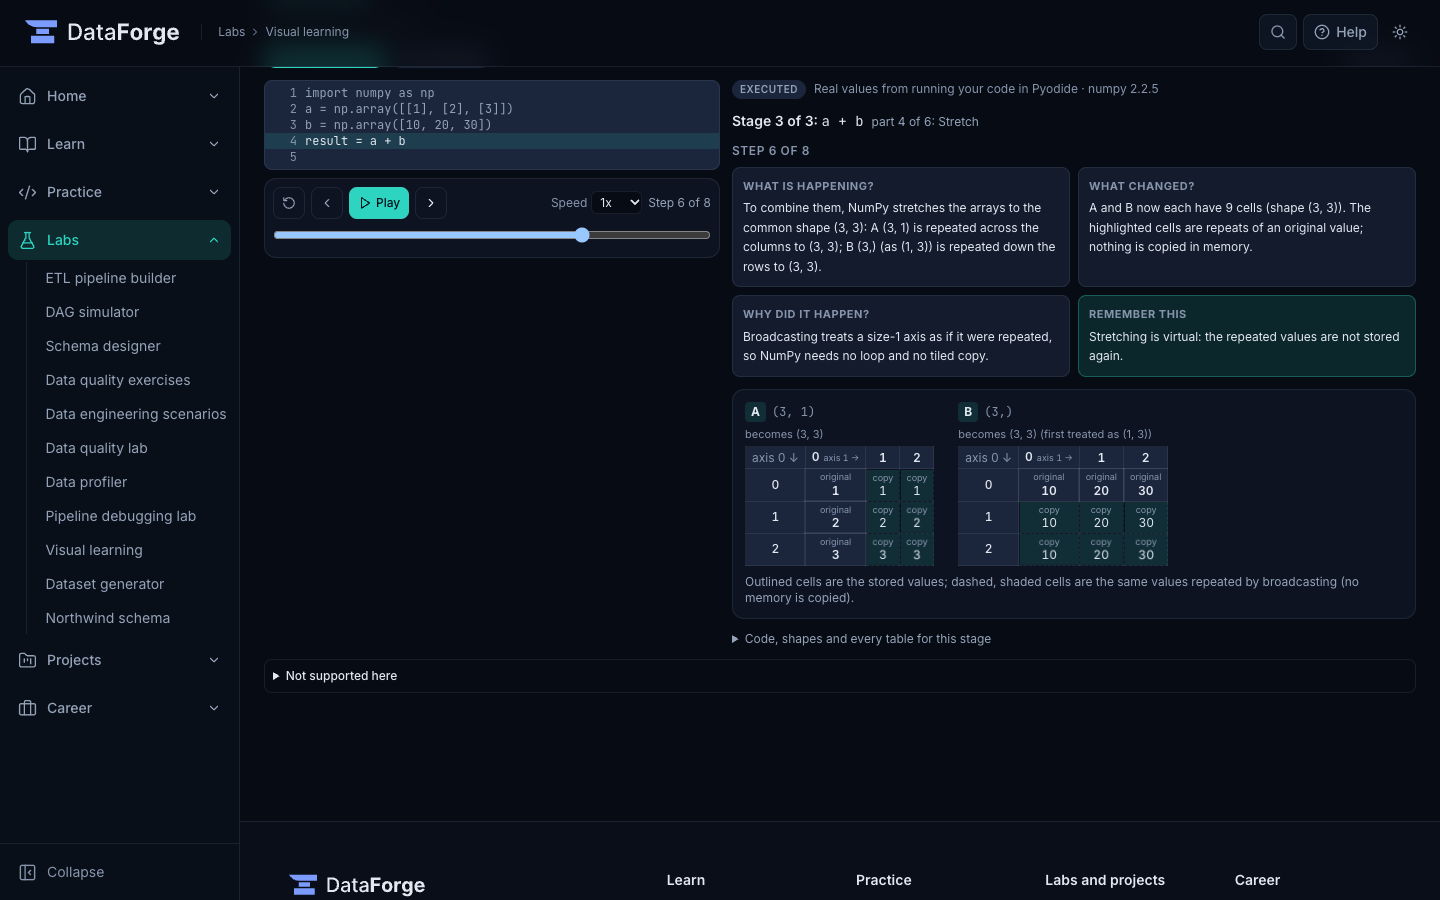 DataForge
Labs > Visual learning
Help
Home
Learn
Practice
Labs
ETL pipeline builder
DAG simulator
Schema designer
Data quality exercises
Data engineering scenarios
Data quality lab
Data profiler
Pipeline debugging lab
Visual learning
Dataset generator
Northwind schema
Projects
Career
Collapse
1 import numpy as np
2 a = np.array([[1], [2], [3]])
3 b = np.array([10, 20, 30])
4 result = a + b
5
Play
Speed 1x Step 6 of 8
EXECUTED Real values from running your code in Pyodide · numpy 2.2.5
Stage 3 of 3: a + b part 4 of 6: Stretch
STEP 6 OF 8
WHAT IS HAPPENING?
To combine them, NumPy stretches the arrays to the
common shape (3, 3): A (3, 1) is repeated across the
columns to (3, 3); B (3,) (as (1, 3)) is repeated down the
rows to (3, 3).
WHAT CHANGED?
A and B now each have 9 cells (shape (3, 3)). The
highlighted cells are repeats of an original value;
nothing is copied in memory.
WHY DID IT HAPPEN?
Broadcasting treats a size-1 axis as if it were repeated,
so NumPy needs no loop and no tiled copy.
REMEMBER THIS
Stretching is virtual: the repeated values are not stored
again.
A (3, 1)
becomes (3, 3)
axis 0 ↓ 0 axis 1 → 1 2
original copy copy
0 1 1 1
original copy copy
1 2 2 2
original copy copy
2 3 3 3
B (3,)
becomes (3, 3) (first treated as (1, 3))
axis 0 ↓ 0 axis 1 → 1 2
original original original
0 10 20 30
copy copy copy
1 10 20 30
copy copy copy
2 10 20 30
Outlined cells are the stored values; dashed, shaded cells are the same values repeated by broadcasting (no
memory is copied).
Code, shapes and every table for this stage
Not supported here
DataForge
Learn
Practice
Labs and projects
Career